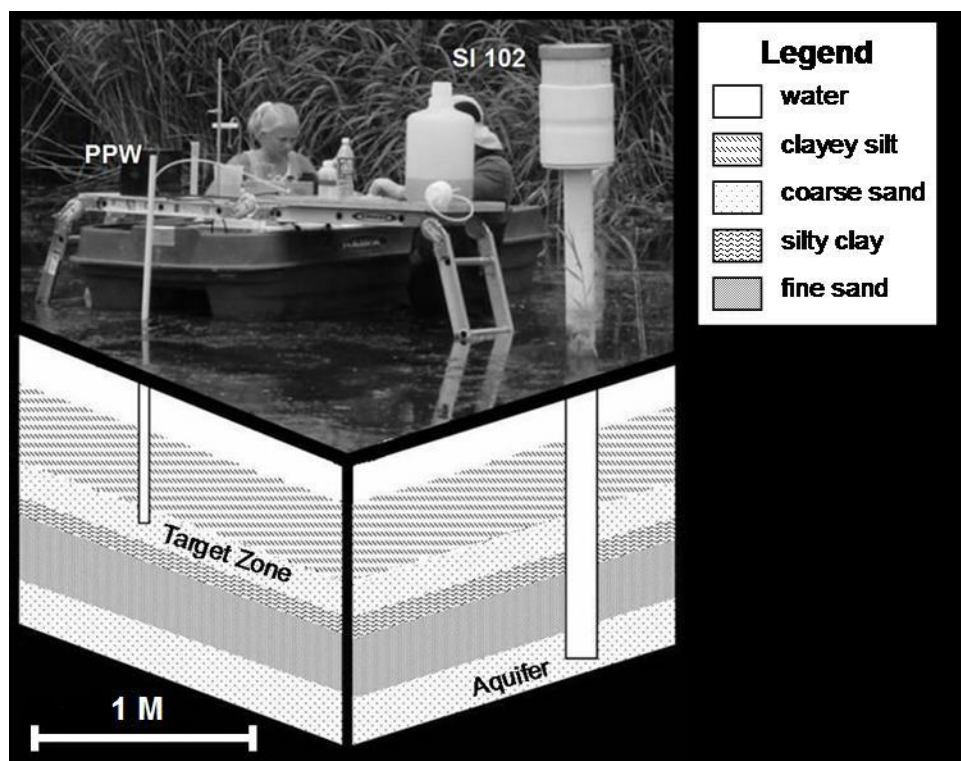 SI 102
PPW
Legend
water
clayey silt
coarse sand
silty clay
fine sand
Target Zone
Aquifer
1 M